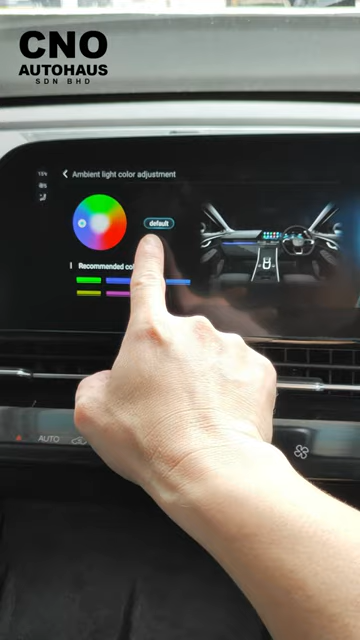 CNO
AUTOHAUS
SDN BHD
Ambient light color adjustment
default
Recommended co
AUTO